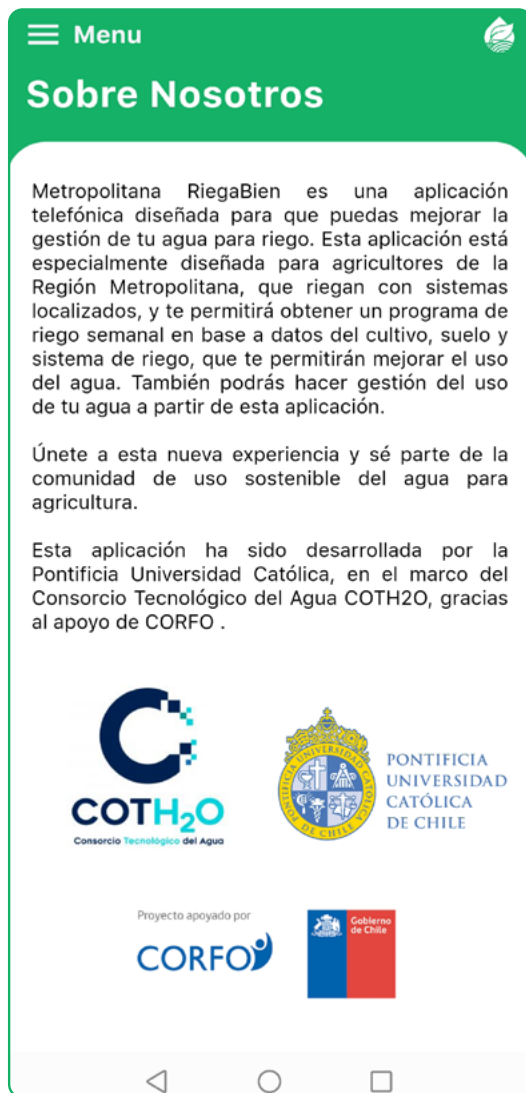 Menu
Sobre Nosotros
Metropolitana RiegaBien es una aplicación
telefónica diseñada para que puedas mejorar la
gestión de tu agua para riego. Esta aplicación está
especialmente diseñada para agricultores de la
Región Metropolitana, que riegan con sistemas
localizados, y te permitirá obtener un programa de
riego semanal en base a datos del cultivo, suelo y
sistema de riego, que te permitirán mejorar el uso
del agua. También podrás hacer gestión del uso
de tu agua a partir de esta aplicación.
Únete a esta nueva experiencia y sé parte de la
comunidad de uso sostenible del agua para
agricultura.
Esta aplicación ha sido desarrollada por la
Pontificia Universidad Católica, en el marco del
Consorcio Tecnológico del Agua COTH2O, gracias
al apoyo de CORFO .
COTH₂O
Consorcio Tecnológico del Agua
PONTIFICIA UNIVERSIDAD CATOLICA DE CHILE
PONTIFICIA
UNIVERSIDAD
CATÓLICA
DE CHILE
Proyecto apoyado por
CORFO
Gobierno
de Chile